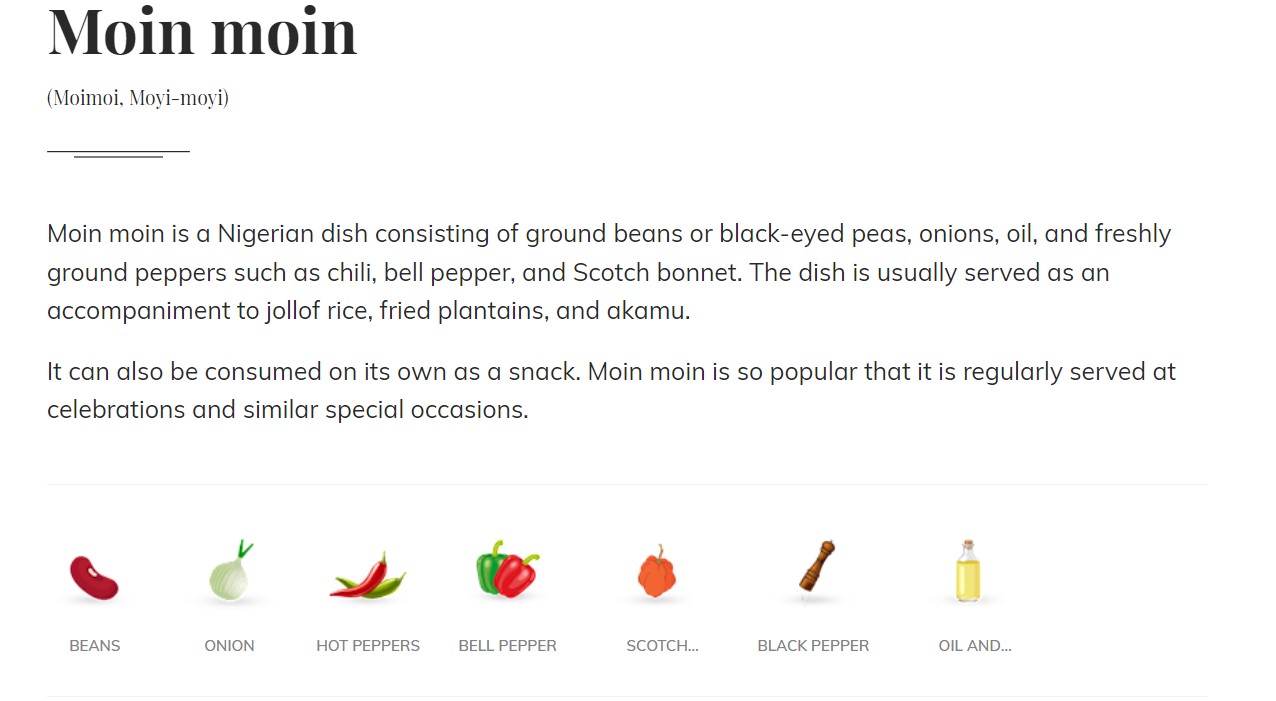 Moin moin
(Moimoi, Moyi-moyi)
Moin moin is a Nigerian dish consisting of ground beans or black-eyed peas, onions, oil, and freshly
ground peppers such as chili, bell pepper, and Scotch bonnet. The dish is usually served as an
accompaniment to jollof rice, fried plantains, and akamu.
It can also be consumed on its own as a snack. Moin moin is so popular that it is regularly served at
celebrations and similar special occasions.
BEANS
ONION
HOT PEPPERS
BELL PEPPER
SCOTCH...
BLACK PEPPER
OIL AND...